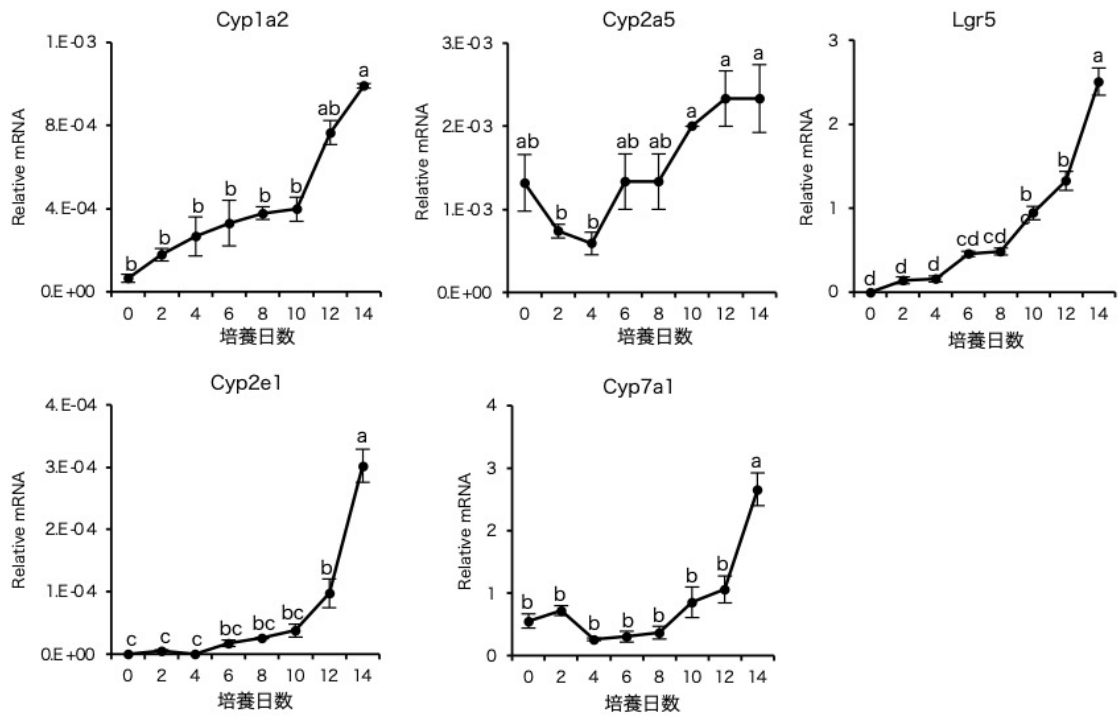 Cyp1a2
1.E-03
8.E-04
4.E-04
0.E+00
Relative mRNA
b b b b b b ab a
0 2 4 6 8 10 12 14
培養日数
Cyp2a5
3.E-03
2.E-03
1.E-03
0.E+00
Relative mRNA
ab b b ab ab a a a
0 2 4 6 8 10 12 14
培養日数
Lgr5
3
2
1
0
Relative mRNA
d d d cd cd b c b a
0 2 4 6 8 10 12 14
培養日数
Cyp2e1
4.E-04
3.E-04
2.E-04
1.E-04
0.E+00
Relative mRNA
c c c bc bc bc b a
0 2 4 6 8 10 12 14
培養日数
Cyp7a1
4
3
2
1
0
Relative mRNA
b b b b b b b a
0 2 4 6 8 10 12 14
培養日数